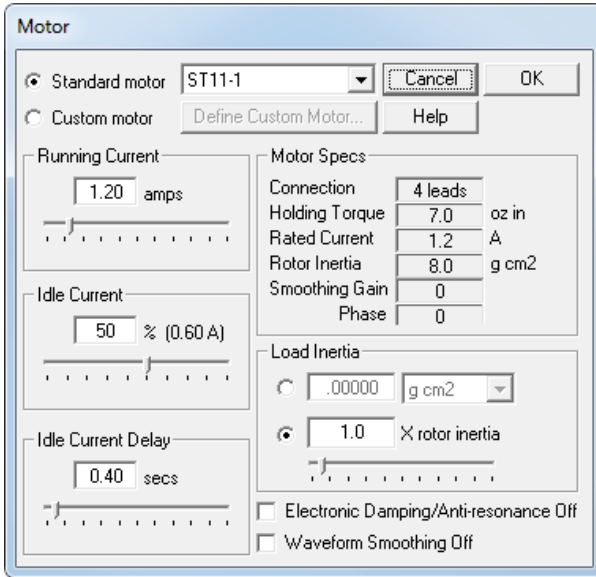 Motor
Standard motor ST11-1 Cancel OK
Custom motor Define Custom Motor... Help
Running Current
1.20 amps
Idle Current
50 % (0.60 A)
Idle Current Delay
0.40 secs
Motor Specs
Connection 4 leads
Holding Torque 7.0 oz in
Rated Current 1.2 A
Rotor Inertia 8.0 g cm2
Smoothing Gain 0
Phase 0
Load Inertia
.00000 g cm2
1.0 X rotor inertia
Electronic Damping/Anti-resonance Off
Waveform Smoothing Off